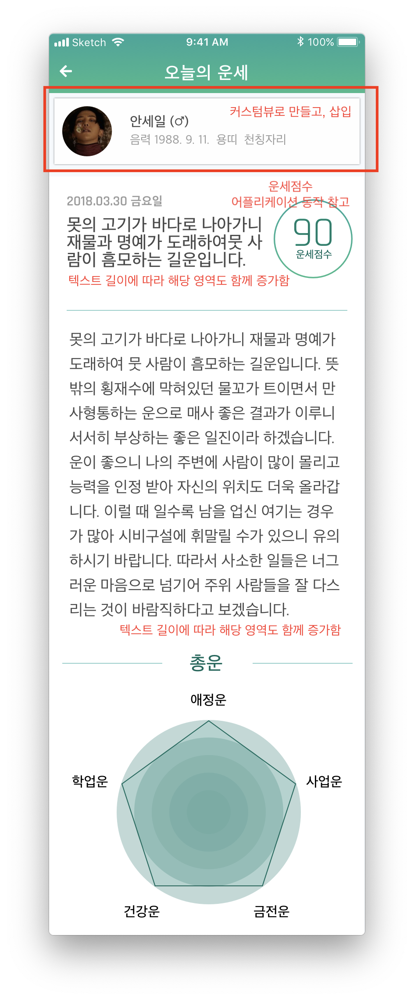 Sketch 9:41 AM 100%
오늘의 운세
커스텀뷰로 만들고, 삽입
안세일 (♂)
음력 1988. 9. 11. 용띠 천칭자리
운세점수
어플리케이션 동작 참고
2018.03.30 금요일
못의 고기가 바다로 나아가니
재물과 명예가 도래하여뭇 사
람이 흠모하는 길운입니다.
90
운세점수
텍스트 길이에 따라 해당 영역도 함께 증가함
못의 고기가 바다로 나아가니 재물과 명예가
도래하여 뭇 사람이 흠모하는 길운입니다. 뜻
밖의 횡재수에 막혀있던 물꼬가 트이면서 만
사형통하는 운으로 매사 좋은 결과가 이루니
서서히 부상하는 좋은 일진이라 하겠습니다.
운이 좋으니 나의 주변에 사람이 많이 몰리고
능력을 인정 받아 자신의 위치도 더욱 올라갑
니다. 이럴 때 일수록 남을 업신 여기는 경우
가 많아 시비구설에 휘말릴 수가 있으니 유의
하시기 바랍니다. 따라서 사소한 일들은 너그
러운 마음으로 넘기어 주위 사람들을 잘 다스
리는 것이 바람직하다고 보겠습니다.
텍스트 길이에 따라 해당 영역도 함께 증가함
총운
애정운
학업운
사업운
건강운
금전운